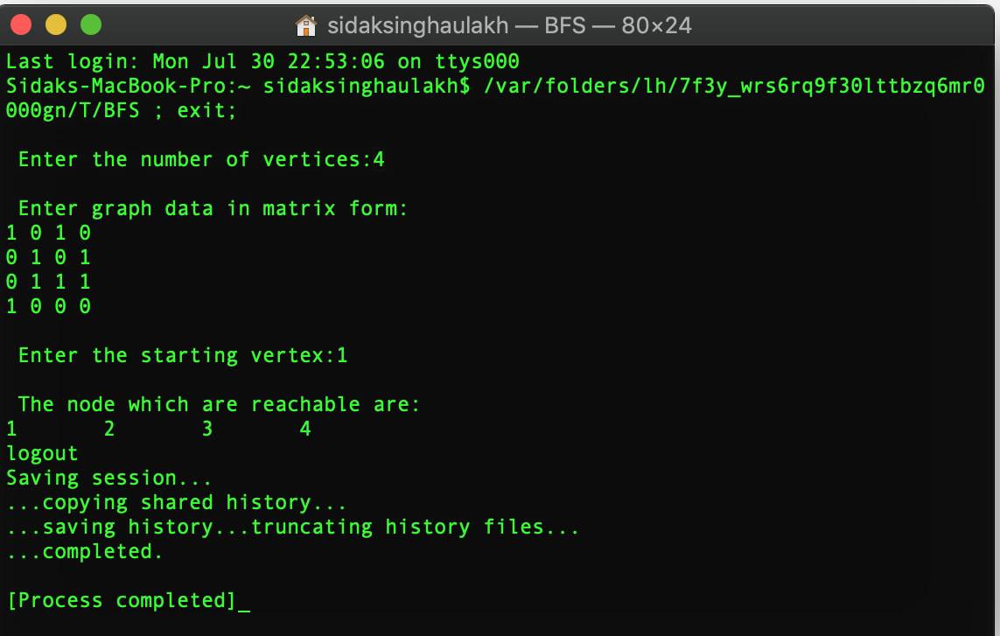 sidaksinghaulakh — BFS — 80×24
Last login: Mon Jul 30 22:53:06 on ttys000
Sidaks-MacBook-Pro:~ sidaksinghaulakh$ /var/folders/lh/7f3y_wrs6rq9f30lttbzq6mr0
000gn/T/BFS ; exit;
Enter the number of vertices:4
Enter graph data in matrix form:
1 0 1 0
0 1 0 1
0 1 1 1
1 0 0 0
Enter the starting vertex:1
The node which are reachable are:
1 2 3 4
logout
Saving session...
...copying shared history...
...saving history...truncating history files...
...completed.
[Process completed]_